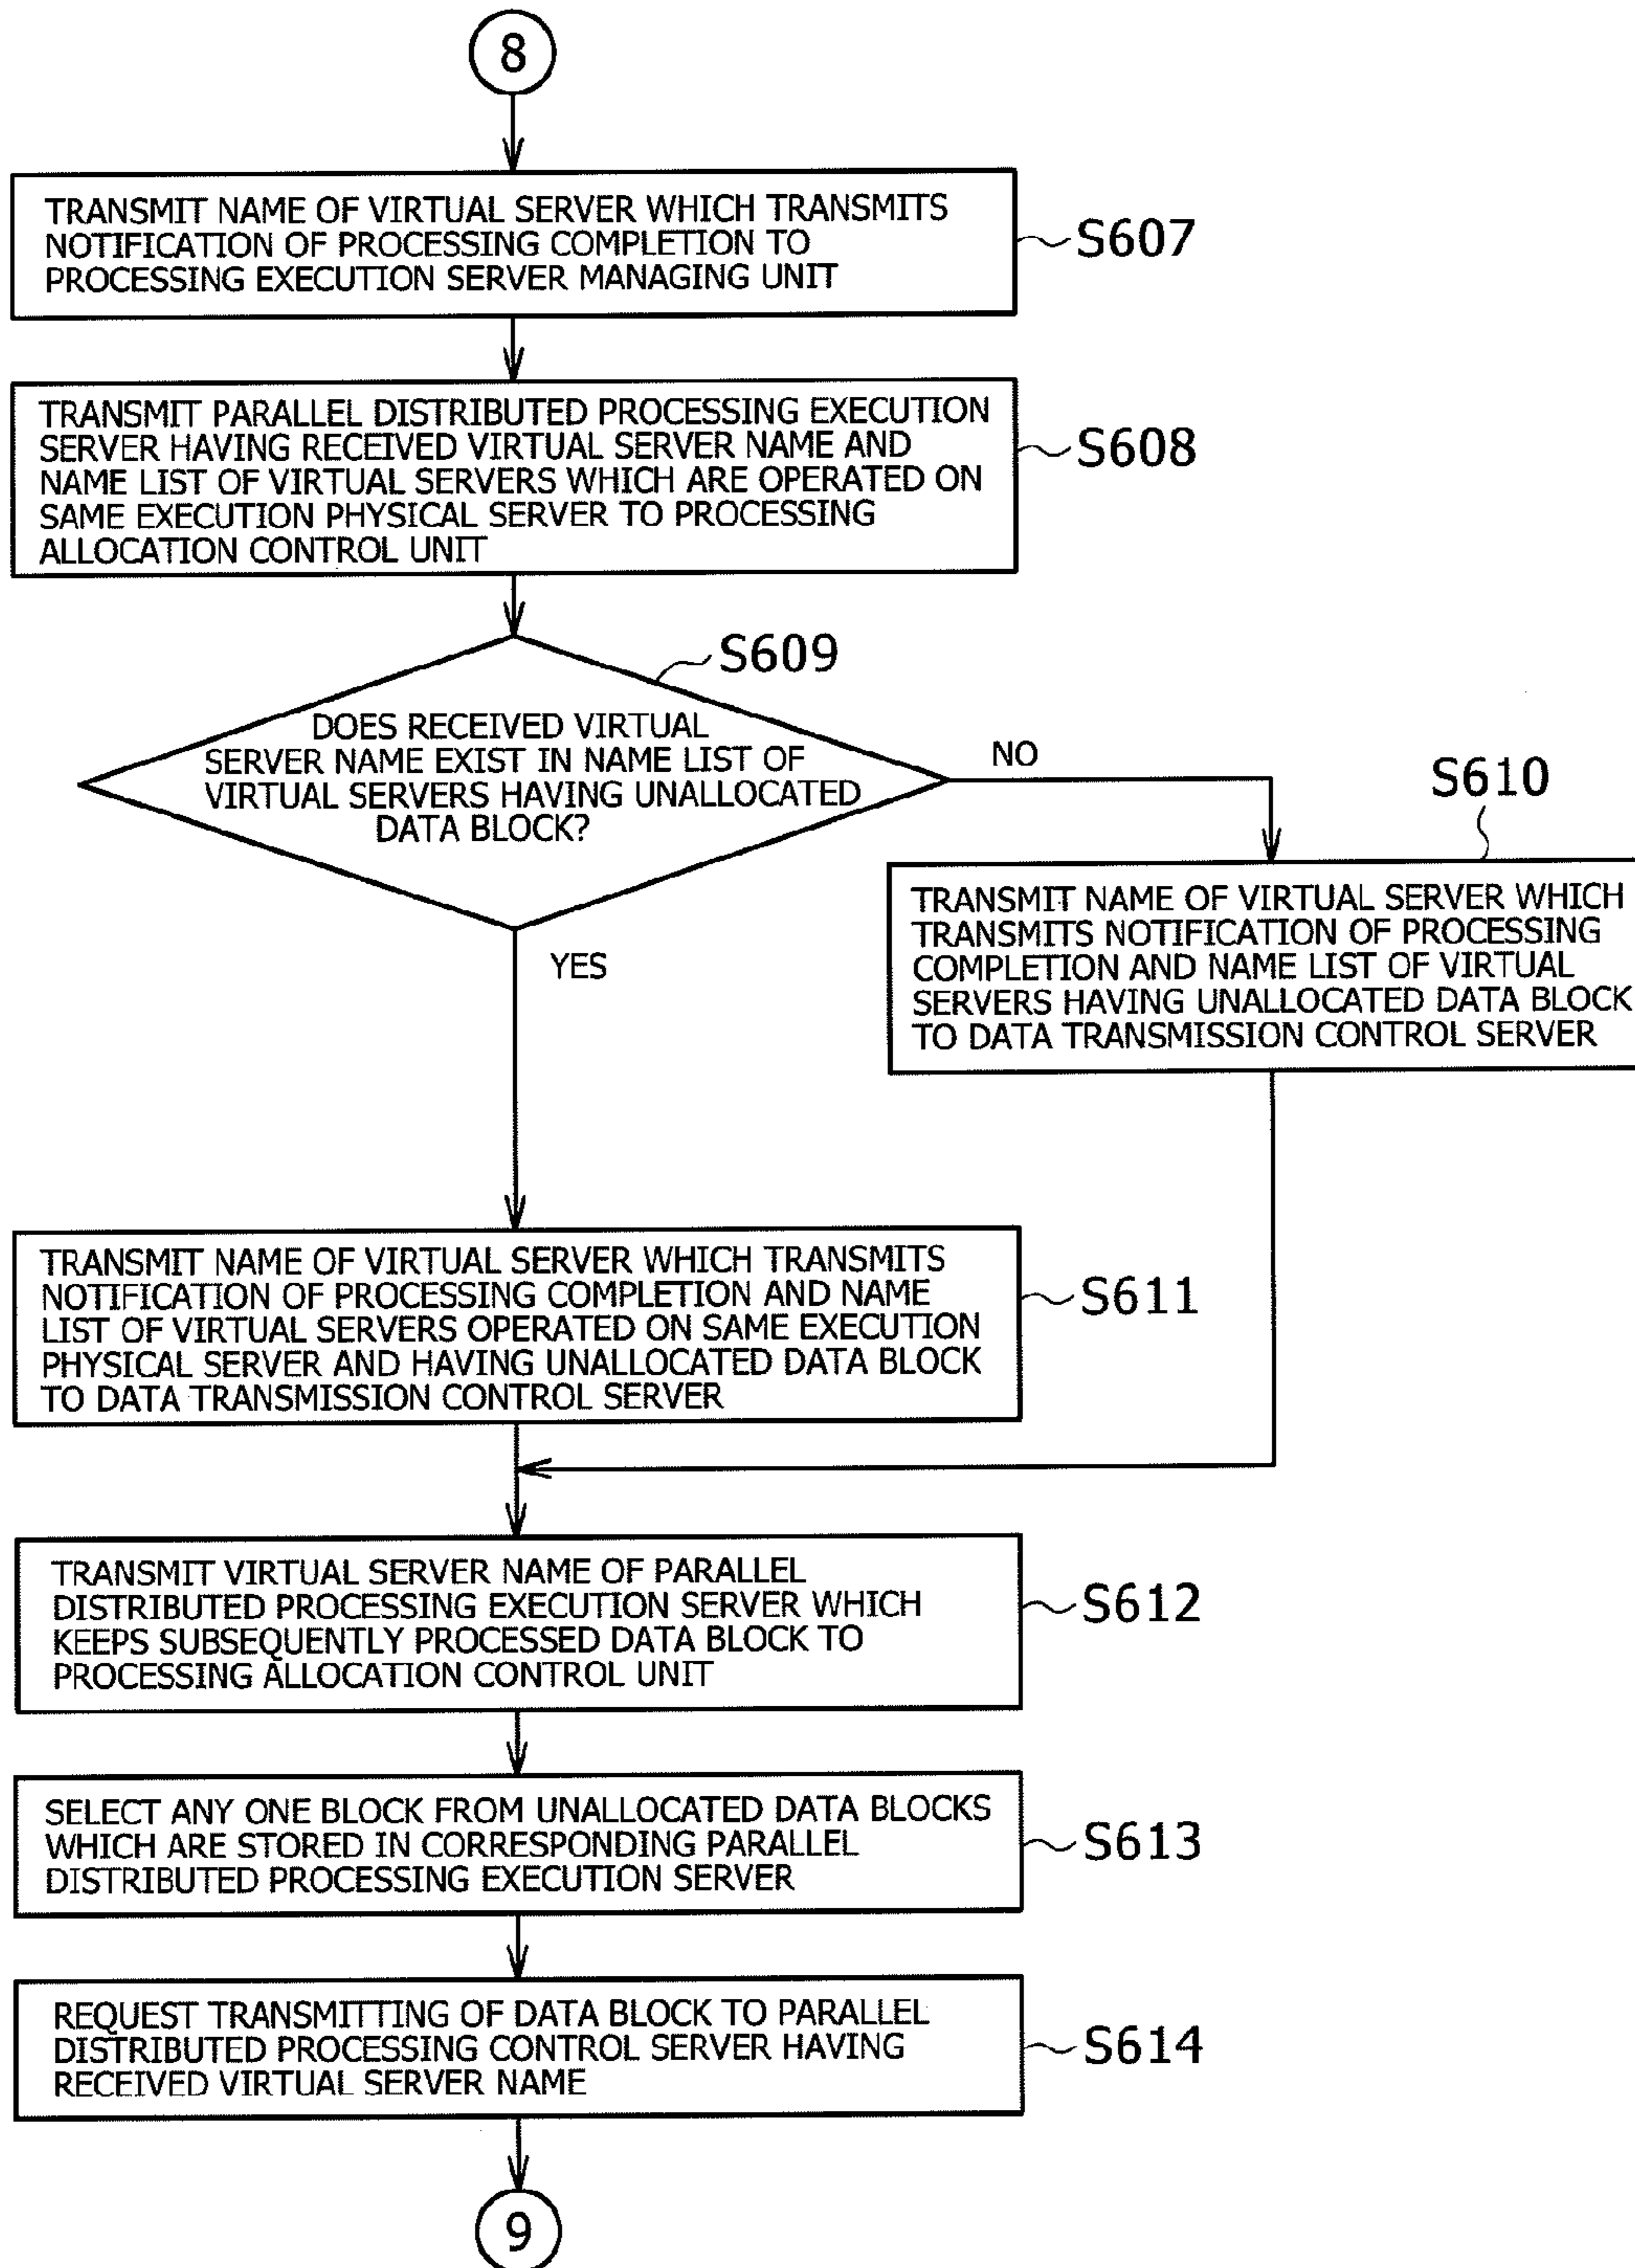 8
TRANSMIT NAME OF VIRTUAL SERVER WHICH TRANSMITS
NOTIFICATION OF PROCESSING COMPLETION TO
PROCESSING EXECUTION SERVER MANAGING UNIT
S607
TRANSMIT PARALLEL DISTRIBUTED PROCESSING EXECUTION
SERVER HAVING RECEIVED VIRTUAL SERVER NAME AND
NAME LIST OF VIRTUAL SERVERS WHICH ARE OPERATED ON
SAME EXECUTION PHYSICAL SERVER TO PROCESSING
ALLOCATION CONTROL UNIT
S608
S609
DOES RECEIVED VIRTUAL
SERVER NAME EXIST IN NAME LIST OF
VIRTUAL SERVERS HAVING UNALLOCATED
DATA BLOCK?
NO
YES
S610
TRANSMIT NAME OF VIRTUAL SERVER WHICH
TRANSMITS NOTIFICATION OF PROCESSING
COMPLETION AND NAME LIST OF VIRTUAL
SERVERS HAVING UNALLOCATED DATA BLOCK
TO DATA TRANSMISSION CONTROL SERVER
TRANSMIT NAME OF VIRTUAL SERVER WHICH TRANSMITS
NOTIFICATION OF PROCESSING COMPLETION AND NAME
LIST OF VIRTUAL SERVERS OPERATED ON SAME EXECUTION
PHYSICAL SERVER AND HAVING UNALLOCATED DATA BLOCK
TO DATA TRANSMISSION CONTROL SERVER
S611
TRANSMIT VIRTUAL SERVER NAME OF PARALLEL
DISTRIBUTED PROCESSING EXECUTION SERVER WHICH
KEEPS SUBSEQUENTLY PROCESSED DATA BLOCK TO
PROCESSING ALLOCATION CONTROL UNIT
S612
SELECT ANY ONE BLOCK FROM UNALLOCATED DATA BLOCKS
WHICH ARE STORED IN CORRESPONDING PARALLEL
DISTRIBUTED PROCESSING EXECUTION SERVER
S613
REQUEST TRANSMITTING OF DATA BLOCK TO PARALLEL
DISTRIBUTED PROCESSING CONTROL SERVER HAVING
RECEIVED VIRTUAL SERVER NAME
S614
9